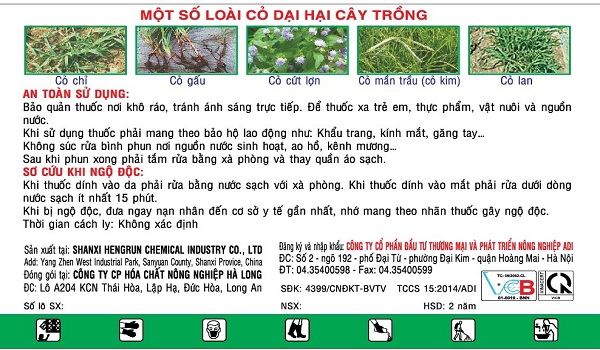 MỘT SỐ LOÀI CỎ DẠI HẠI CÂY TRỒNG
Cỏ chỉ Cỏ gấu Cỏ cứt lợn Cỏ mần trầu (cỏ kim) Cỏ lan
AN TOÀN SỬ DỤNG:
Bảo quản thuốc nơi khô ráo, tránh ánh sáng trực tiếp. Để thuốc xa trẻ em, thực phẩm, vật nuôi và nguồn
nước.
Khi sử dụng thuốc phải mang theo bảo hộ lao động như: Khẩu trang, kính mắt, găng tay...
Không súc rửa bình phun nơi nguồn nước sinh hoạt, ao hồ, kênh mương...
Sau khi phun xong phải tắm rửa bằng xà phòng và thay quần áo sạch.
SƠ CỨU KHI NGỘ ĐỘC:
Khi thuốc dính vào da phải rửa bằng nước sạch với xà phòng. Khi thuốc dính vào mắt phải rửa dưới dòng
nước sạch ít nhất 15 phút.
Khi bị ngộ độc, đưa ngay nạn nhân đến cơ sở y tế gần nhất, nhớ mang theo nhãn thuốc gây ngộ độc.
Thời gian cách ly: Không xác định
Sản xuất tại: SHANXI HENGRUN CHEMICAL INDUSTRY CO., LTD
Add: Yang Zhen West Industrial Park, Sanyuan County, Shanxi Provice, China
Đóng gói tại: CÔNG TY CP HÓA CHẤT NÔNG NGHIỆP HÀ LONG
ĐC: Lô A204 KCN Thái Hòa, Lập Hạ, Đức Hòa, Long An
Số lô SX:
Đăng ký và nhập khẩu: CÔNG TY CỔ PHẦN ĐẦU TƯ THƯƠNG MẠI VÀ PHÁT TRIỂN NÔNG NGHIỆP ADI
ĐC: Số 2 - ngõ 192 - phố Đại Từ - phường Đại Kim - quận Hoàng Mai - Hà Nội
ĐT: 04.35400598 - Fax: 04.35400599
SĐK: 4399/CNĐKT-BVTV TCCS 15:2014/ADI
NSX: HSD: 2 năm
VCB